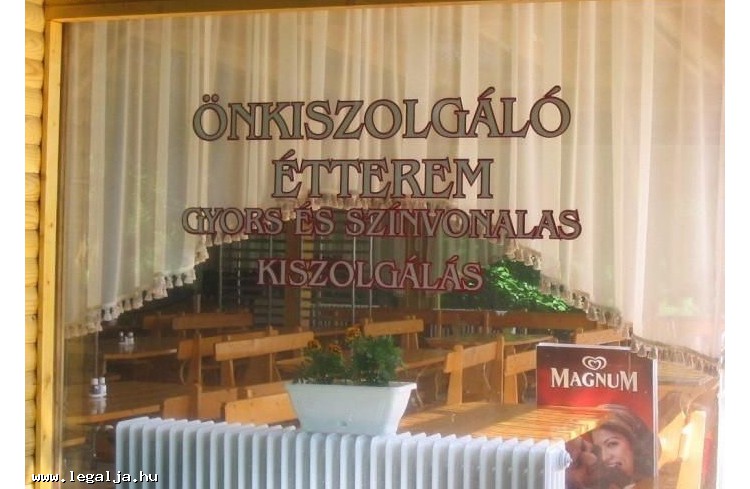 ÖNKISZOLGÁLÓ
ÉTTEREM
GYORS ÉS SZÍNVONALAS
KISZOLGÁLÁS
MAGNUM
www.legalja.hu